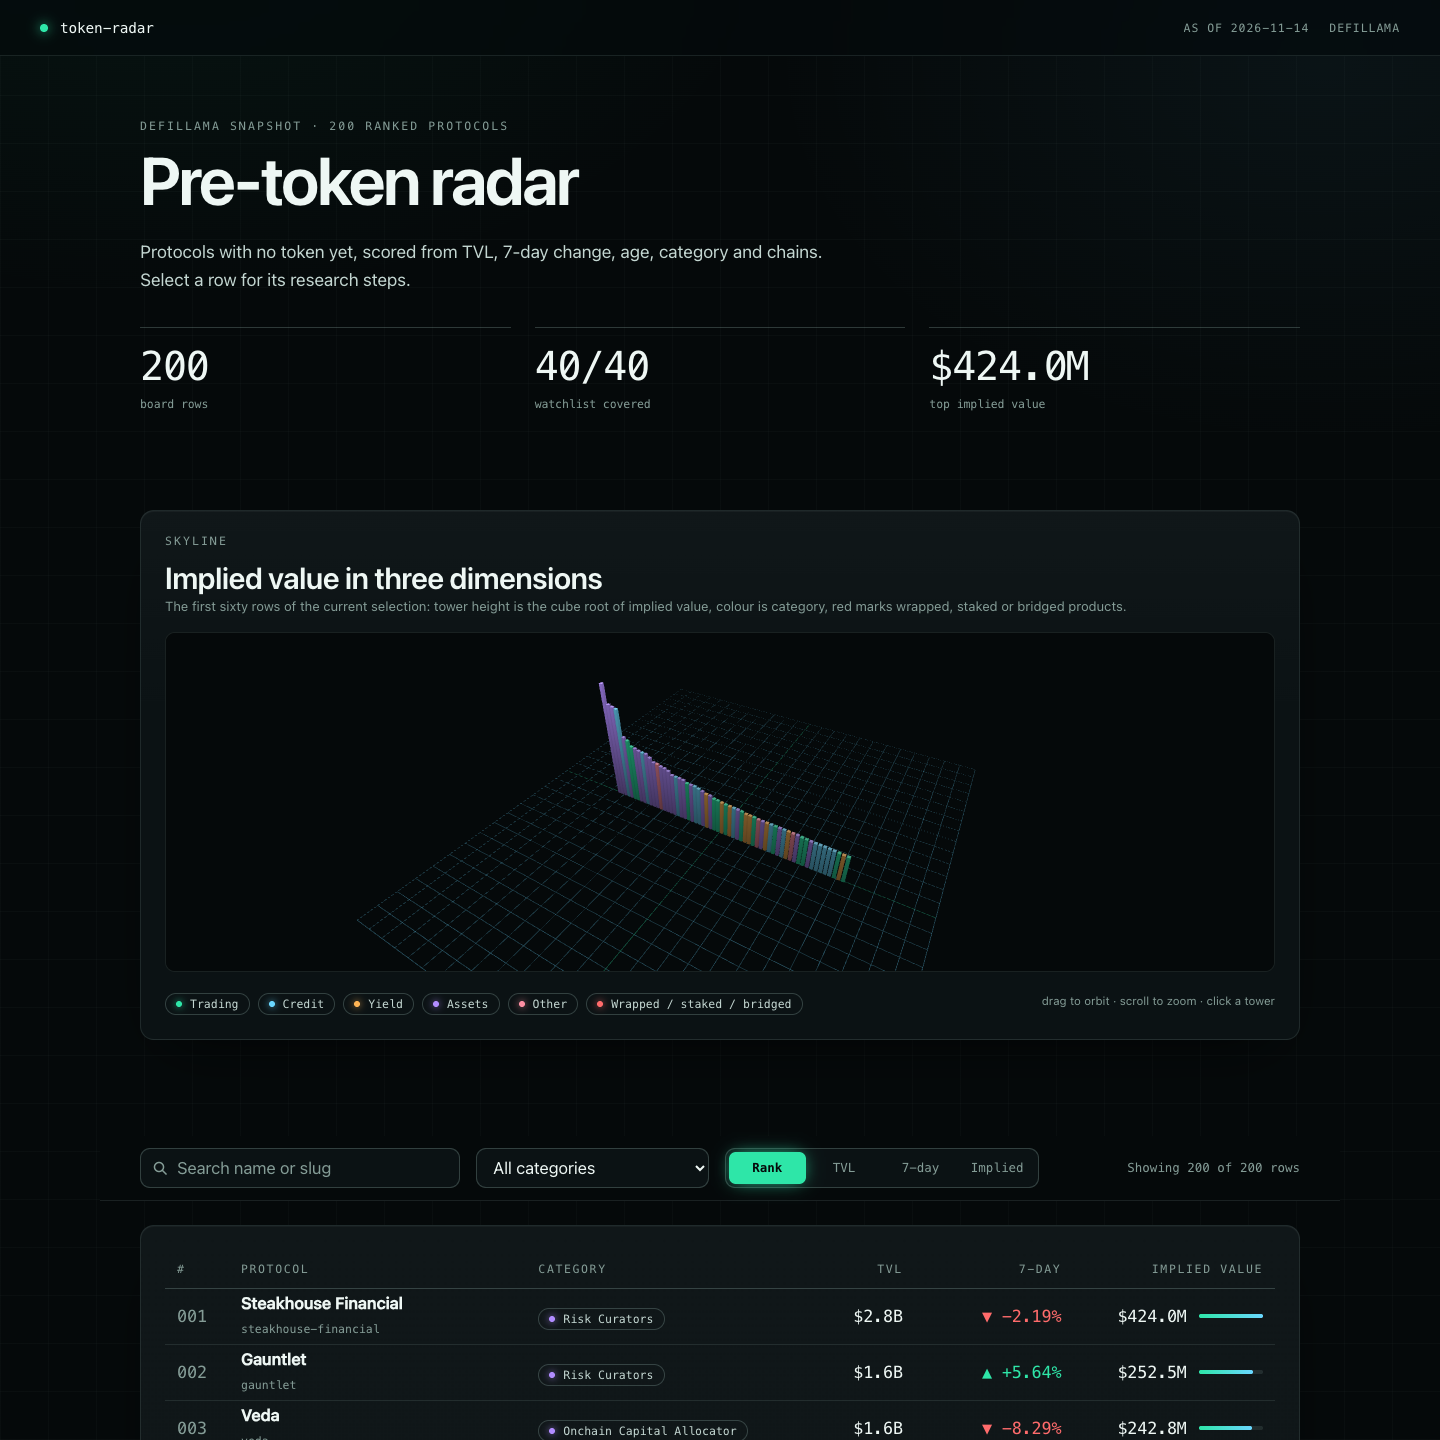 token-radar
AS OF 2026-11-14 DEFILLAMA
DEFILLAMA SNAPSHOT · 200 RANKED PROTOCOLS
Pre-token radar
Protocols with no token yet, scored from TVL, 7-day change, age, category and chains.
Select a row for its research steps.
200 40/40 $424.0M
board rows watchlist covered top implied value
SKYLINE
Implied value in three dimensions
The first sixty rows of the current selection: tower height is the cube root of implied value, colour is category, red marks wrapped, staked or bridged products.
Trading Credit Yield Assets Other Wrapped / staked / bridged drag to orbit · scroll to zoom · click a tower
Search name or slug All categories Rank TVL 7-day Implied Showing 200 of 200 rows
# PROTOCOL CATEGORY TVL 7-DAY IMPLIED VALUE
001 Steakhouse Financial Risk Curators $2.8B ▼ −2.19% $424.0M
steakhouse-financial
002 Gauntlet Risk Curators $1.6B ▲ +5.64% $252.5M
gauntlet
003 Veda Onchain Capital Allocator $1.6B ▼ −8.29% $242.8M